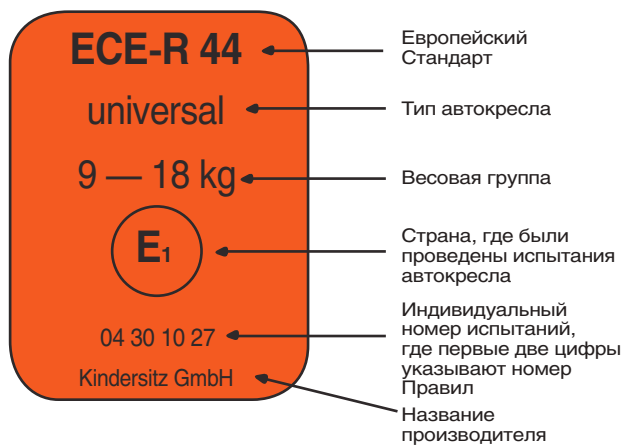 ECE-R 44
Европейский
Стандарт
universal
Тип автокресла
9 — 18 kg
Весовая группа
E1
Страна, где были
проведены испытания
автокресла
04 30 10 27
Индивидуальный
номер испытаний,
где первые две цифры
указывают номер
Правил
Kindersitz GmbH
Название
производителя